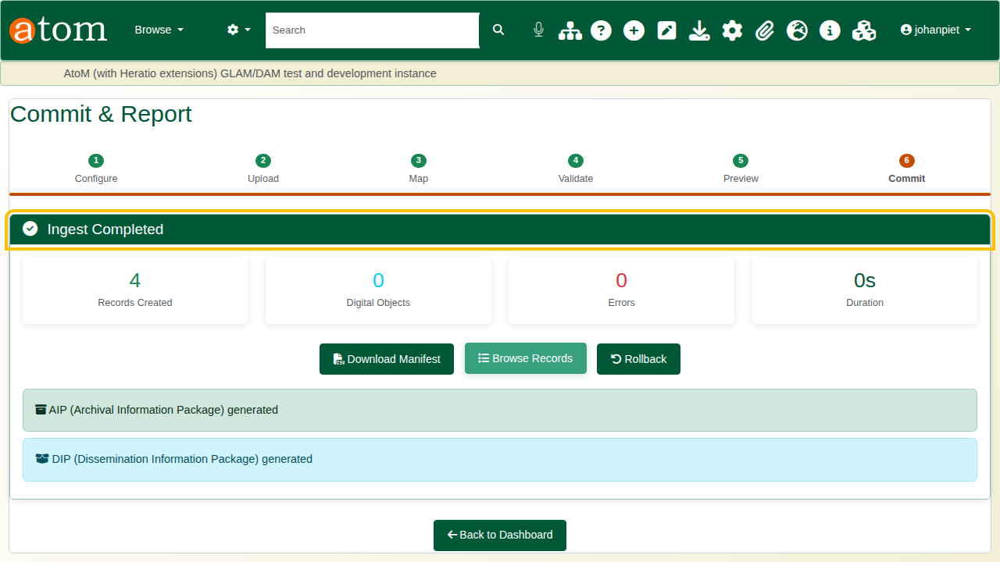 atom
Browse
Search
johanpiet
AtoM (with Heratio extensions) GLAM/DAM test and development instance
Commit & Report
1 2 3 4 5 6
Configure Upload Map Validate Preview Commit
Ingest Completed
4 0 0 0s
Records Created Digital Objects Errors Duration
Download Manifest Browse Records Rollback
AIP (Archival Information Package) generated
DIP (Dissemination Information Package) generated
Back to Dashboard